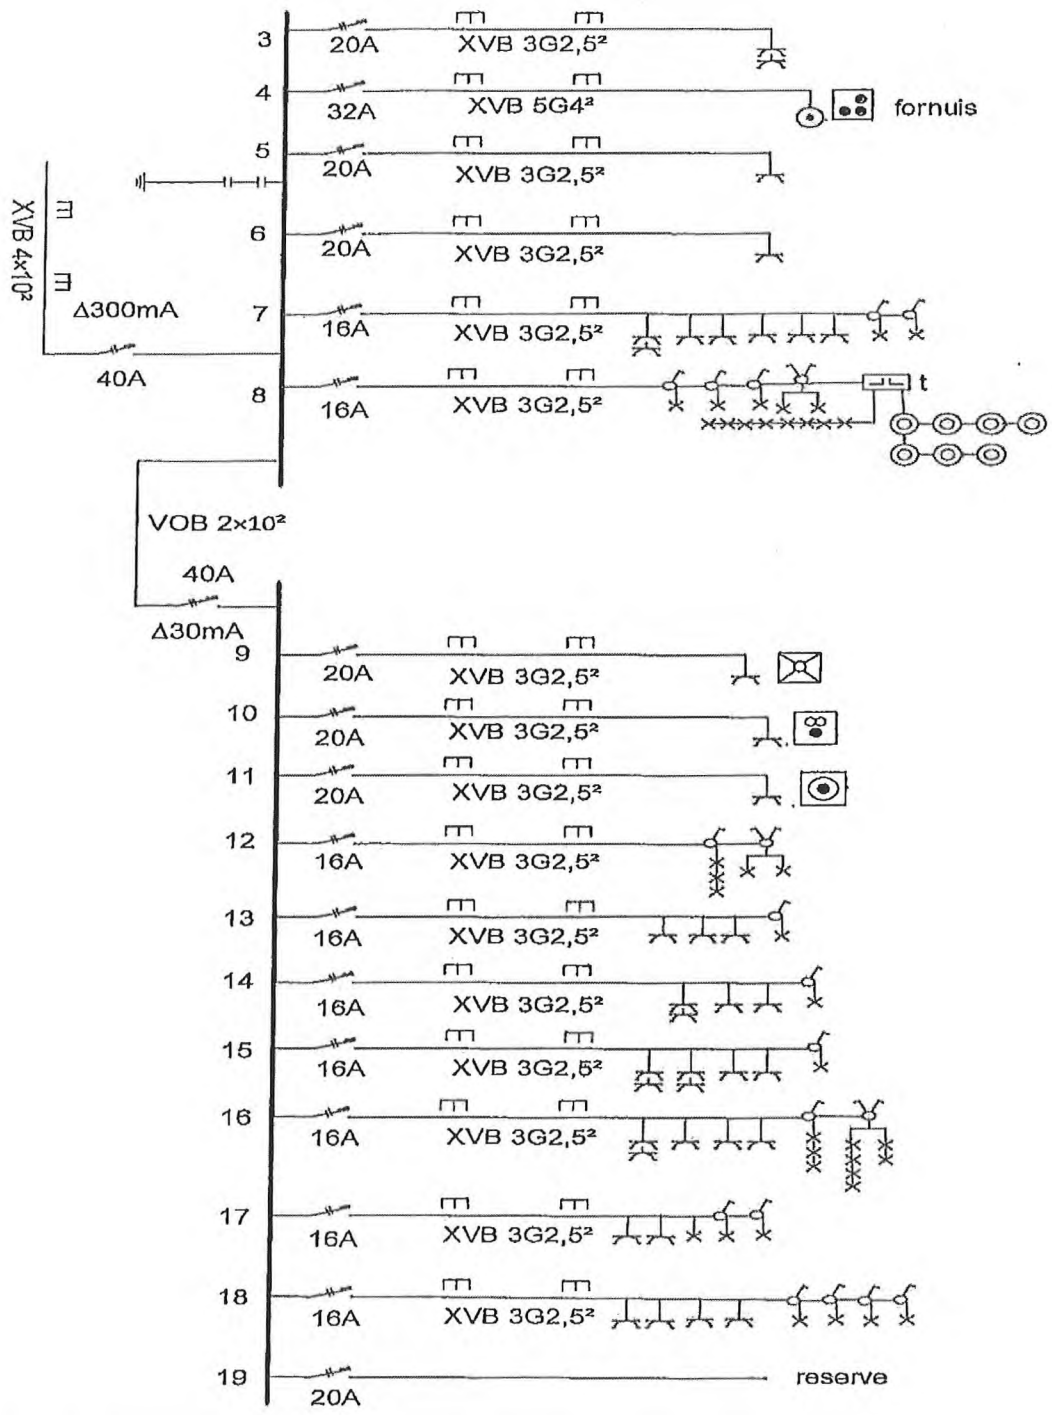 3
20A
XVB 3G2,5²
4
32A
XVB 5G4²
fornuis
5
20A
XVB 3G2,5²
XVB 4x10²
6
20A
XVB 3G2,5²
Δ300mA
7
16A
XVB 3G2,5²
40A
8
16A
XVB 3G2,5²
t
VOB 2x10²
40A
Δ30mA
9
20A
XVB 3G2,5²
10
20A
XVB 3G2,5²
11
20A
XVB 3G2,5²
12
16A
XVB 3G2,5²
13
16A
XVB 3G2,5²
14
16A
XVB 3G2,5²
15
16A
XVB 3G2,5²
16
16A
XVB 3G2,5²
17
16A
XVB 3G2,5²
18
16A
XVB 3G2,5²
19
20A
reserve